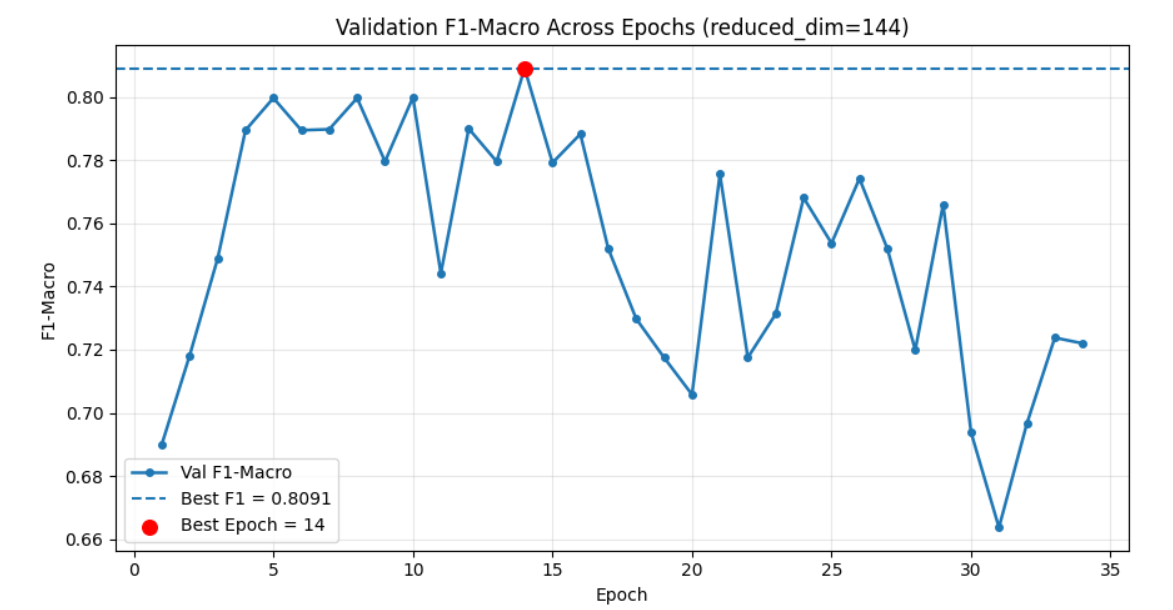 Validation F1-Macro Across Epochs (reduced_dim=144)
F1-Macro
0.80
0.78
0.76
0.74
0.72
0.70
0.68
0.66
Val F1-Macro
Best F1 = 0.8091
Best Epoch = 14
0 5 10 15 20 25 30 35
Epoch